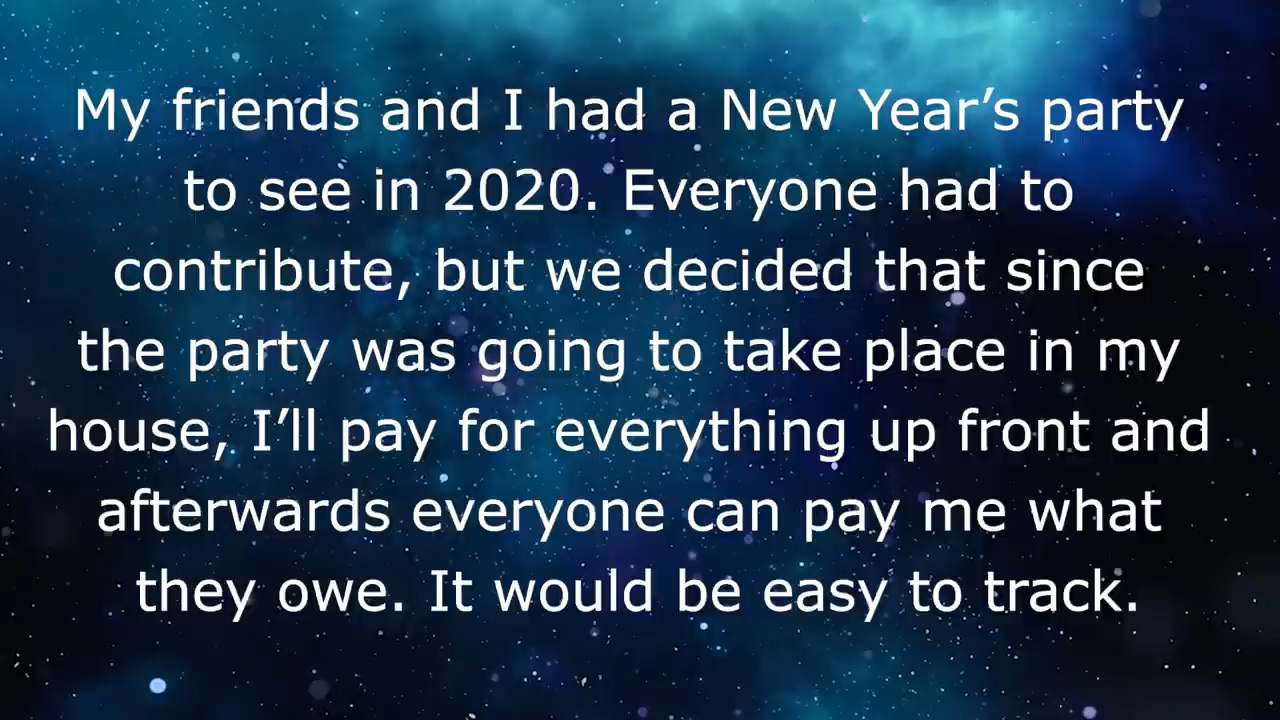 My friends and I had a New Year’s party
to see in 2020. Everyone had to
contribute, but we decided that since
the party was going to take place in my
house, I’ll pay for everything up front and
afterwards everyone can pay me what
they owe. It would be easy to track.